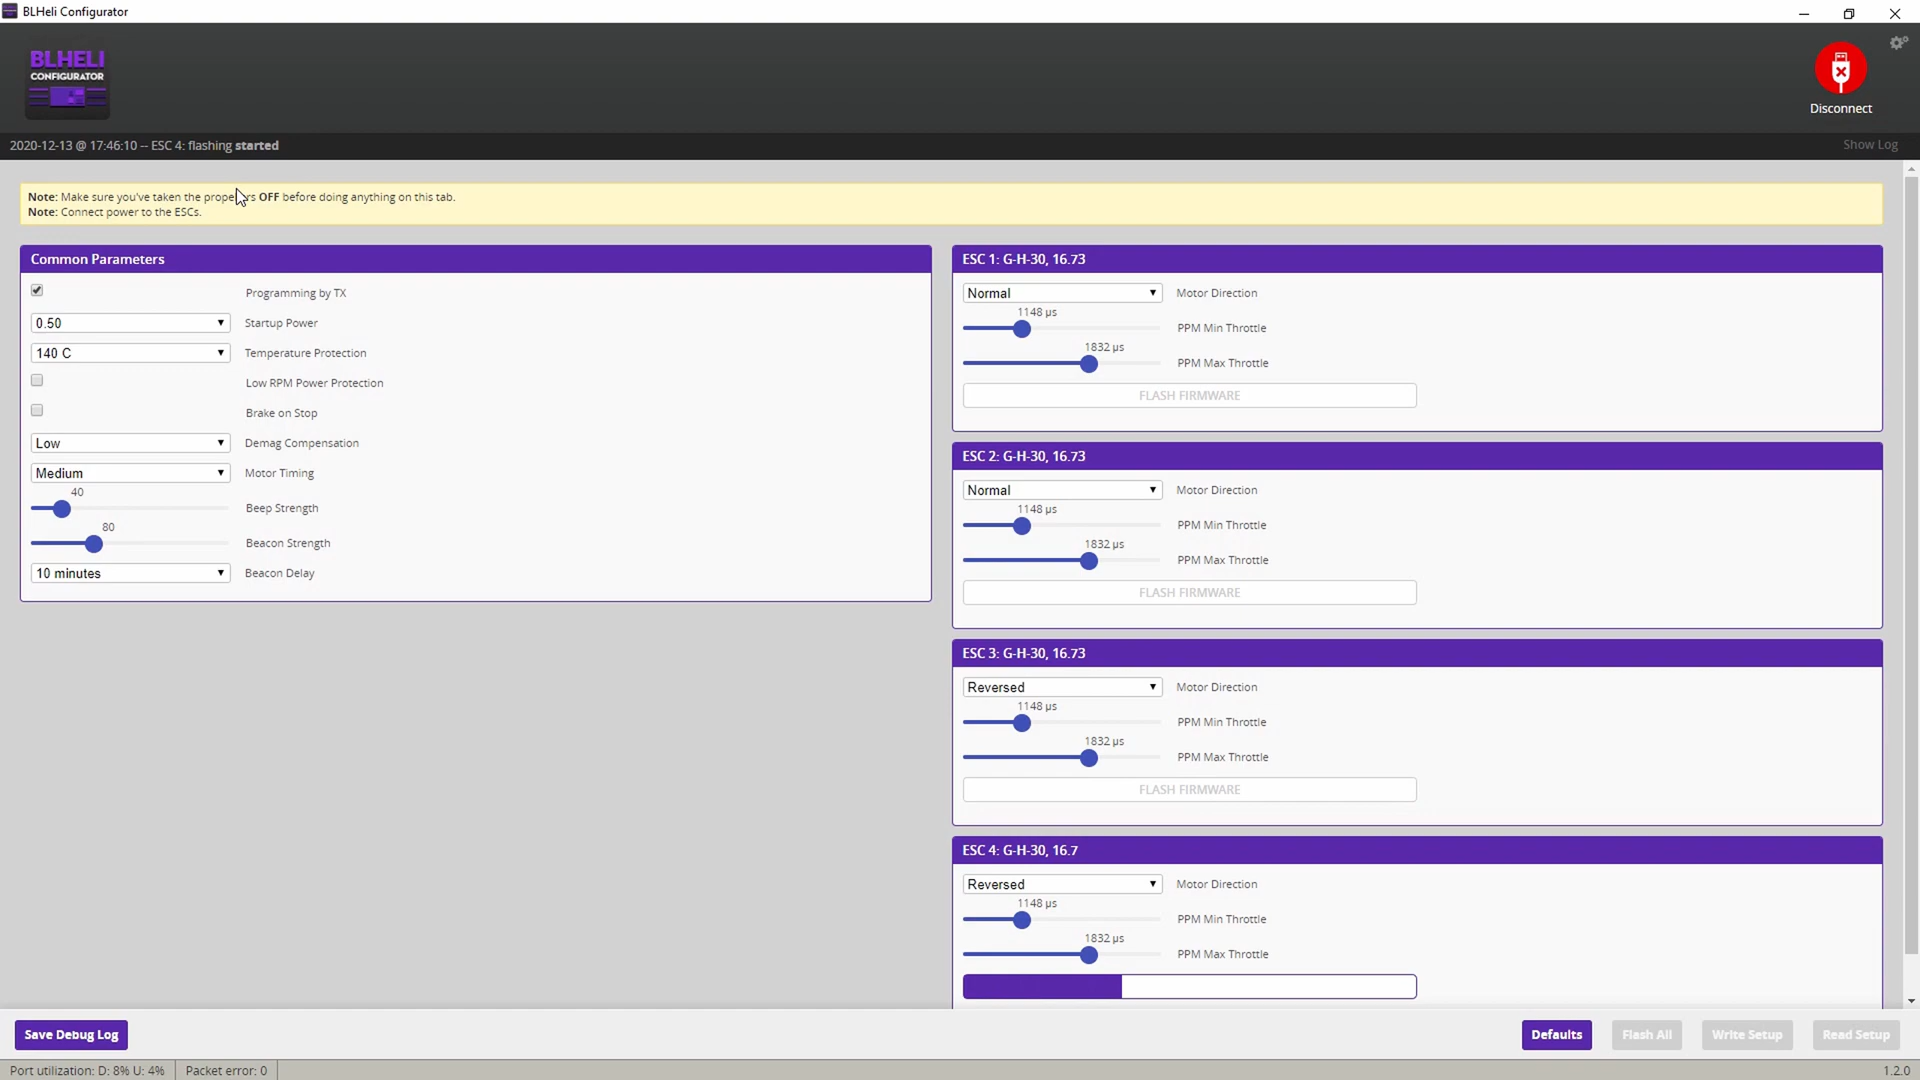 BLHeli Configurator
BLHELI
CONFIGURATOR
Disconnect
2020-12-13 @ 17:46:10 -- ESC 4: flashing started
Show Log
Note: Make sure you've taken the propellers OFF before doing anything on this tab.
Note: Connect power to the ESCs.
Common Parameters
Programming by TX
0.50 Startup Power
140 C Temperature Protection
Low RPM Power Protection
Brake on Stop
Low Demag Compensation
Medium Motor Timing
40
Beep Strength
80
Beacon Strength
10 minutes Beacon Delay
ESC 1: G-H-30, 16.73
Normal Motor Direction
1148 µs
PPM Min Throttle
1832 µs
PPM Max Throttle
FLASH FIRMWARE
ESC 2: G-H-30, 16.73
Normal Motor Direction
1148 µs
PPM Min Throttle
1832 µs
PPM Max Throttle
FLASH FIRMWARE
ESC 3: G-H-30, 16.73
Reversed Motor Direction
1148 µs
PPM Min Throttle
1832 µs
PPM Max Throttle
FLASH FIRMWARE
ESC 4: G-H-30, 16.7
Reversed Motor Direction
1148 µs
PPM Min Throttle
1832 µs
PPM Max Throttle
Save Debug Log
Defaults Flash All Write Setup Read Setup
Port utilization: D: 8% U: 4% Packet error: 0 1.2.0